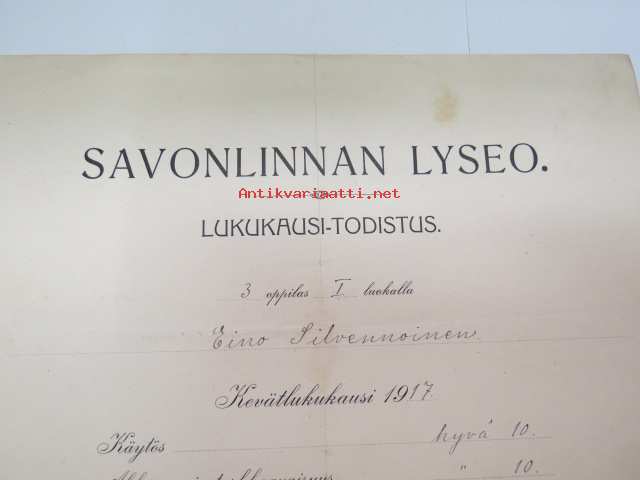 SAVONLINNAN LYSEO.
Antikvariaatti.net
LUKUKAUSI-TODISTUS.
3 oppilas I luokalla
Eino Silvennoinen
Kevätlukukausi 1917.
Käytös hyvä 10.
" 10.